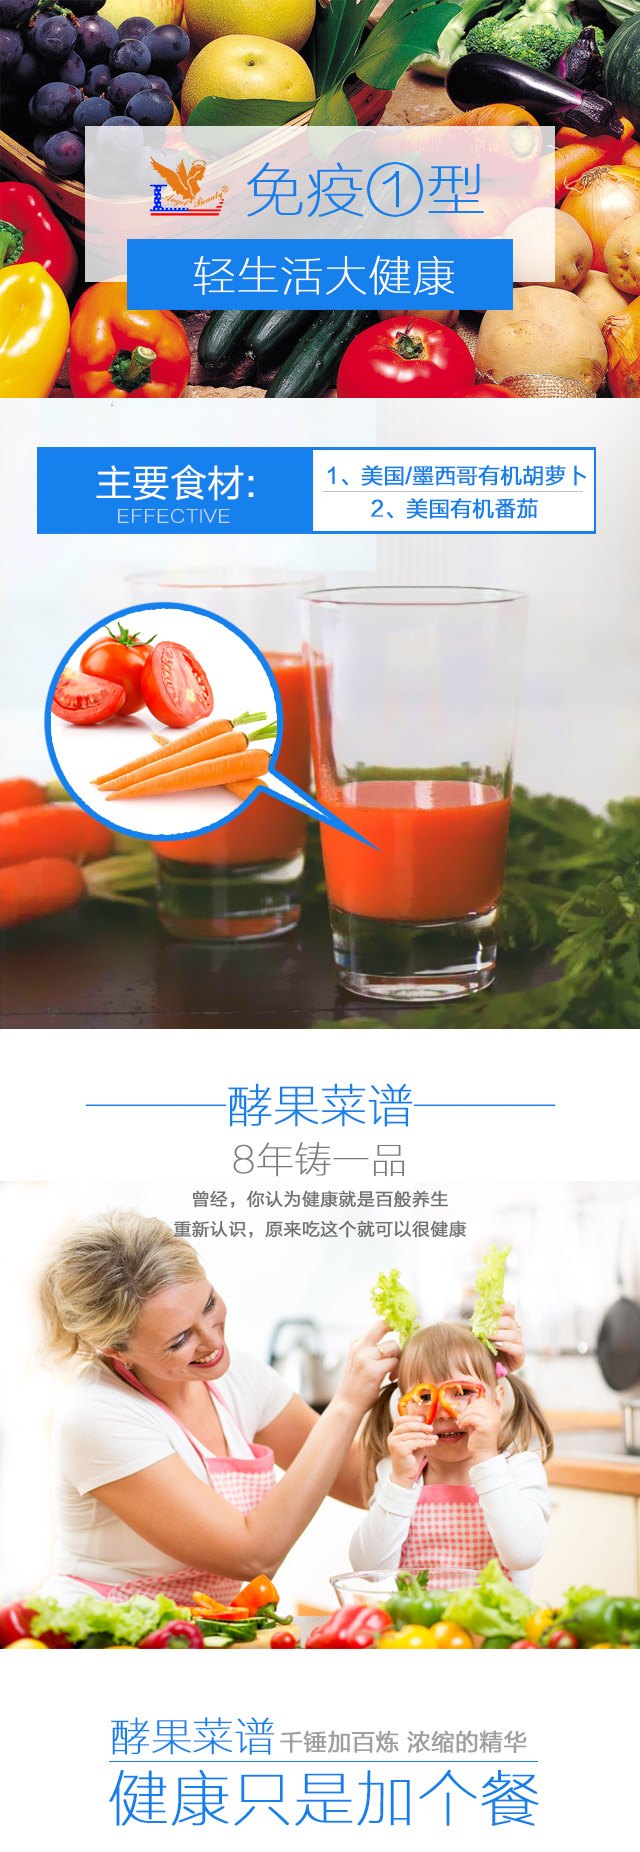 Angel Beauty®
免疫①型
轻生活大健康
主要食材:
EFFECTIVE
1、美国/墨西哥有机胡萝卜
2、美国有机番茄
酵果菜谱
8年铸一品
曾经，你认为健康就是百般养生
重新认识，原来吃这个就可以很健康
酵果菜谱 千锤加百炼 浓缩的精华
健康只是加个餐